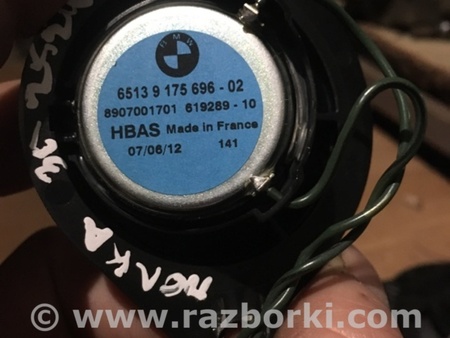 BMW
6513 9 175 696 - 02
8907001701 619289 - 10
HBAS Made in France
07/06/12 141
полка
© www.razborki.com